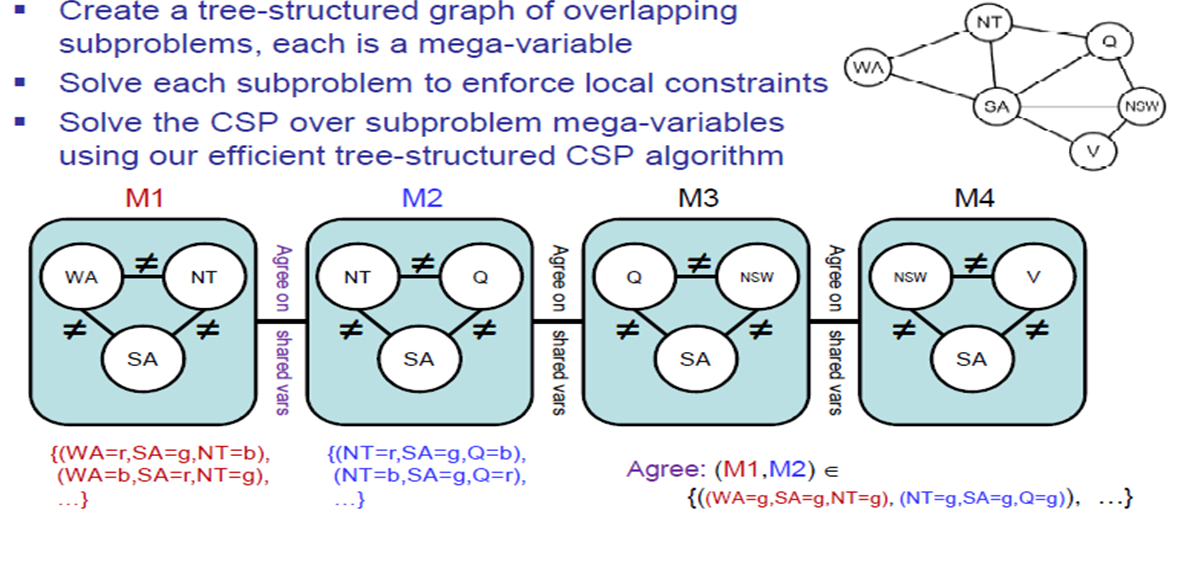 ▪ Create a tree-structured graph of overlapping
subproblems, each is a mega-variable
▪ Solve each subproblem to enforce local constraints
▪ Solve the CSP over subproblem mega-variables
using our efficient tree-structured CSP algorithm
NT
Q
WA
SA
NSW
V
M1
M2
M3
M4
WA ≠ NT
≠ ≠
SA
Agree on shared vars
NT ≠ Q
≠ ≠
SA
Agree on shared vars
Q ≠ NSW
≠ ≠
SA
Agree on shared vars
NSW ≠ V
≠ ≠
SA
{(WA=r,SA=g,NT=b),
(WA=b,SA=r,NT=g),
...}
{(NT=r,SA=g,Q=b),
(NT=b,SA=g,Q=r),
...}
Agree: (M1,M2) ∈
{((WA=g,SA=g,NT=g), (NT=g,SA=g,Q=g)), ...}